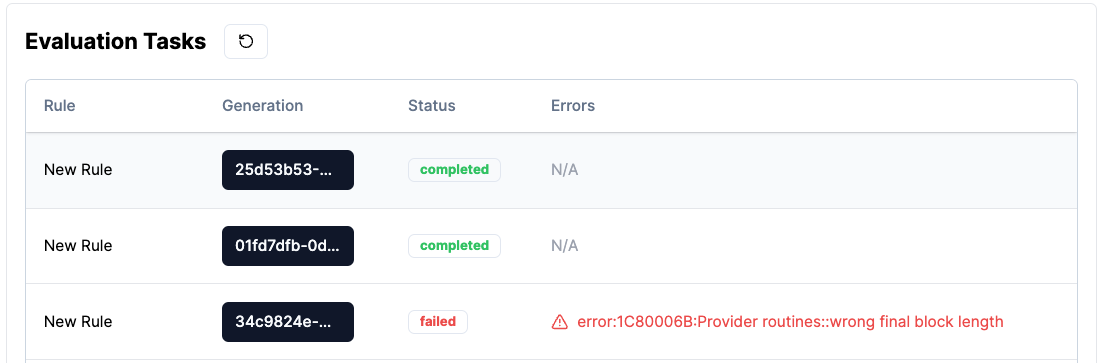 Evaluation Tasks
Rule Generation Status Errors
New Rule 25d53b53-... completed N/A
New Rule 01fd7dfb-0d... completed N/A
New Rule 34c9824e-... failed error:1C80006B:Provider routines::wrong final block length